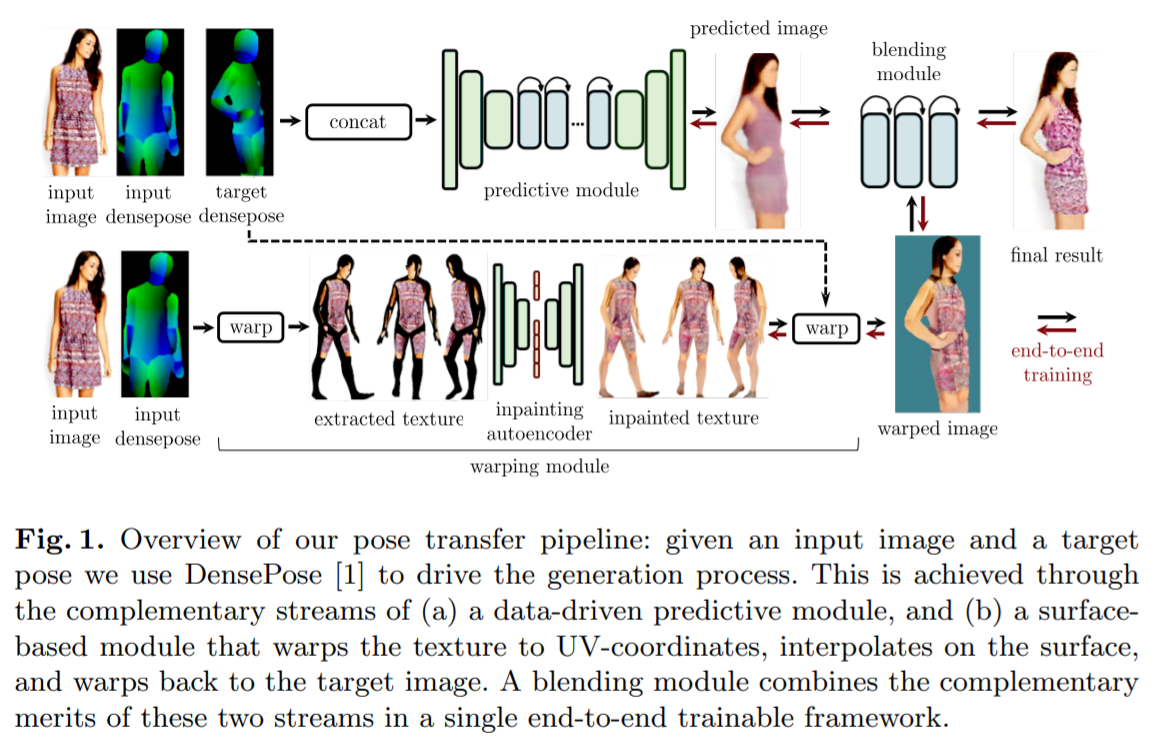 predicted image
blending
module
concat
input
image
input
densepose
target
densepose
predictive module
final result
warp
warp
end-to-end
training
input
image
input
densepose
extracted texture
inpainting
autoencoder
inpainted texture
warped image
warping module
Fig. 1. Overview of our pose transfer pipeline: given an input image and a target
pose we use DensePose [1] to drive the generation process. This is achieved through
the complementary streams of (a) a data-driven predictive module, and (b) a surface-
based module that warps the texture to UV-coordinates, interpolates on the surface,
and warps back to the target image. A blending module combines the complementary
merits of these two streams in a single end-to-end trainable framework.